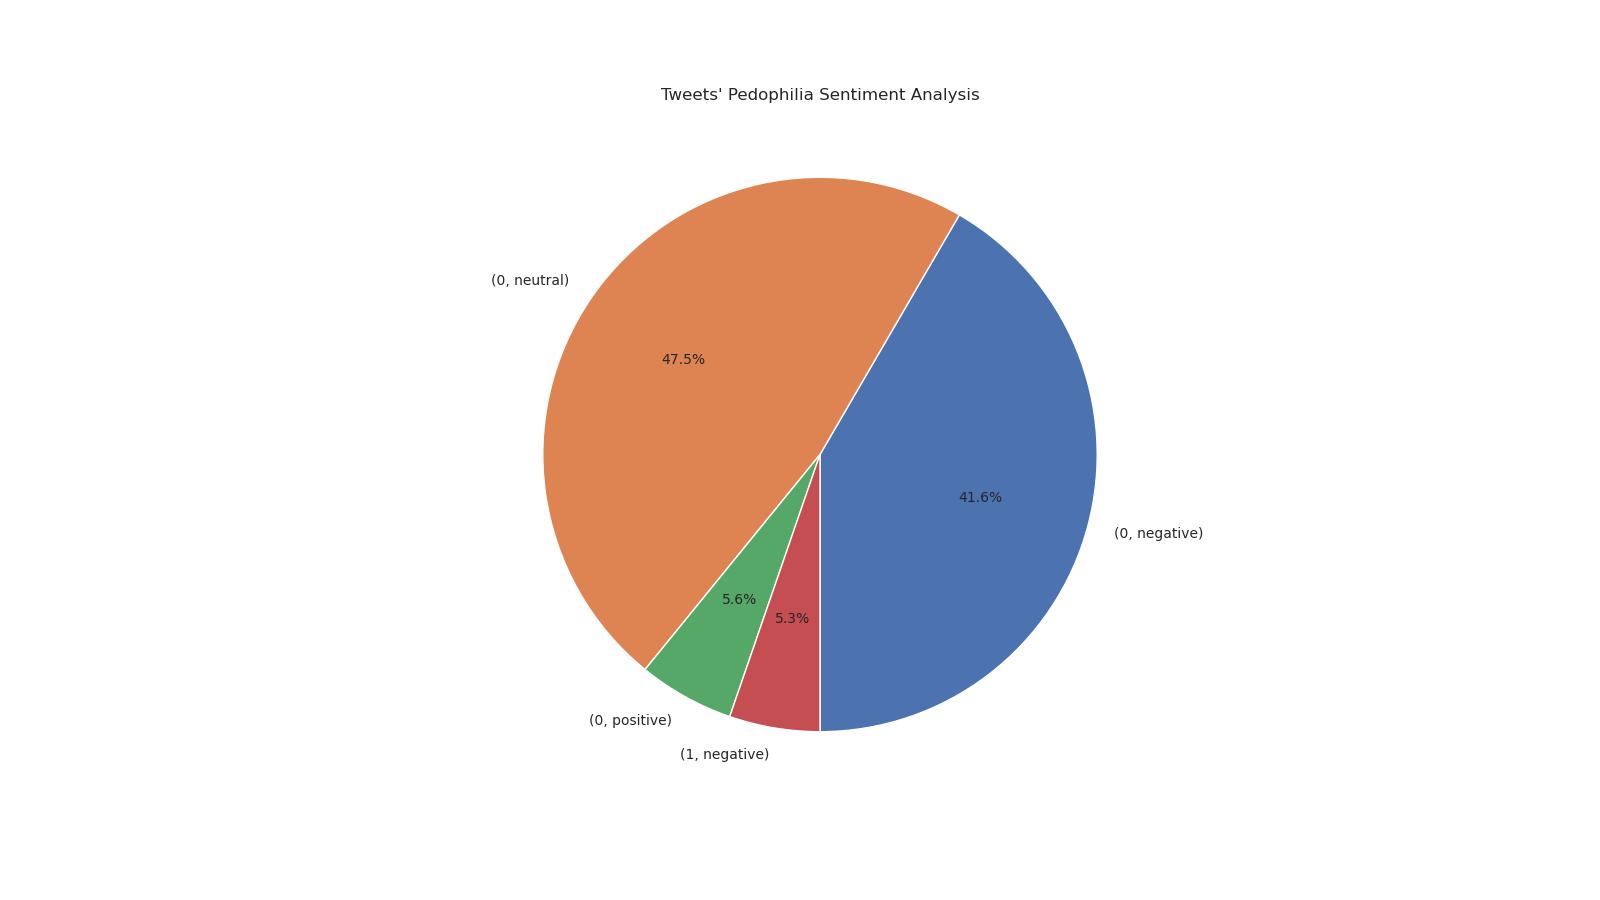 Tweets' Pedophilia Sentiment Analysis
(0, neutral)
47.5%
41.6%
(0, negative)
5.6%
5.3%
(0, positive)
(1, negative)